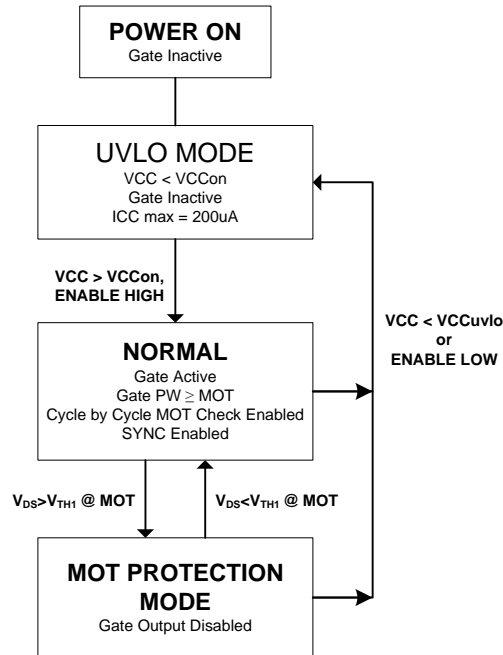 POWER ON
Gate Inactive
UVLO MODE
VCC < VCCon
Gate Inactive
ICC max = 200uA
VCC > VCCon,
ENABLE HIGH
VCC < VCCuvlo
or
ENABLE LOW
NORMAL
Gate Active
Gate PW ≥ MOT
Cycle by Cycle MOT Check Enabled
SYNC Enabled
VDS>VTH1 @ MOT
VDS<VTH1 @ MOT
MOT PROTECTION
MODE
Gate Output Disabled